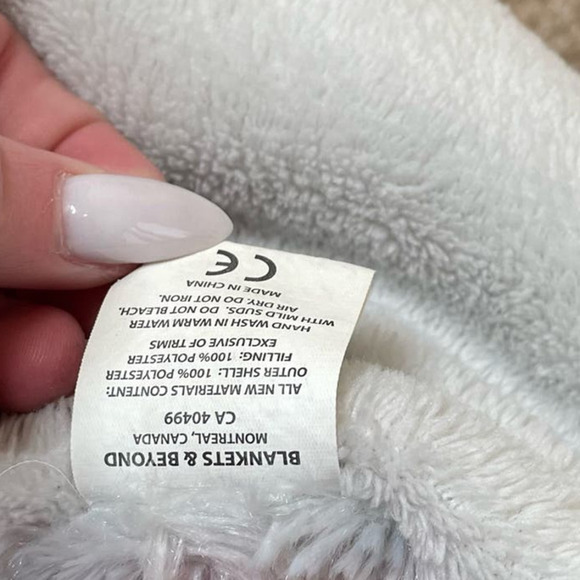 BLANKETS & BEYOND
MONTREAL, CANADA
CA 40499
ALL NEW MATERIALS CONTENT:
OUTER SHELL: 100% POLYESTER
FILLING: 100% POLYESTER
EXCLUSIVE OF TRIMS
HAND WASH IN WARM WATER
WITH MILD SUDS. DO NOT BLEACH.
AIR DRY. DO NOT IRON.
MADE IN CHINA
CE